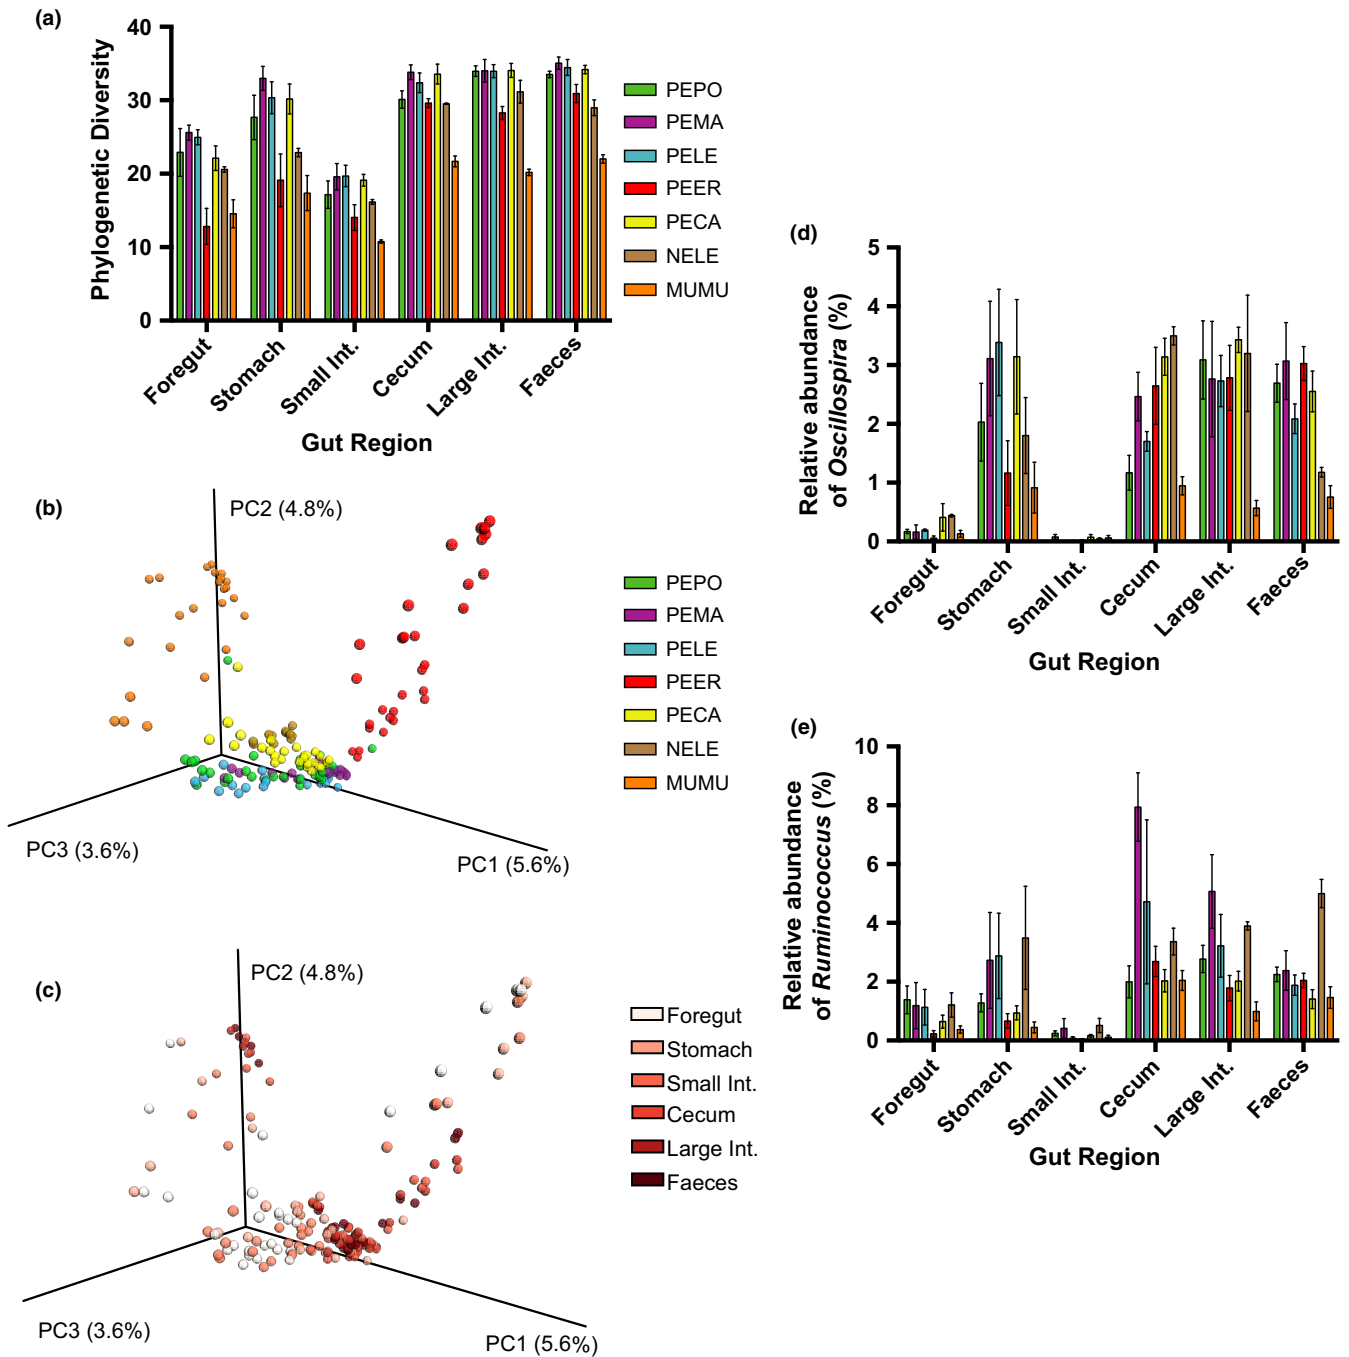 (a)
Phylogenetic Diversity
40
30
20
10
0
Foregut
Stomach
Small Int.
Cecum
Large Int.
Faeces
Gut Region
PEPO
PEMA
PELE
PEER
PECA
NELE
MUMU
(b)
PC2 (4.8%)
PC3 (3.6%)
PC1 (5.6%)
PEPO
PEMA
PELE
PEER
PECA
NELE
MUMU
(c)
PC2 (4.8%)
PC3 (3.6%)
PC1 (5.6%)
Foregut
Stomach
Small Int.
Cecum
Large Int.
Faeces
(d)
Relative abundance
of Oscillospira (%)
5
4
3
2
1
0
Foregut
Stomach
Small Int.
Cecum
Large Int.
Faeces
Gut Region
(e)
Relative abundance
of Ruminococcus (%)
10
8
6
4
2
0
Foregut
Stomach
Small Int.
Cecum
Large Int.
Faeces
Gut Region